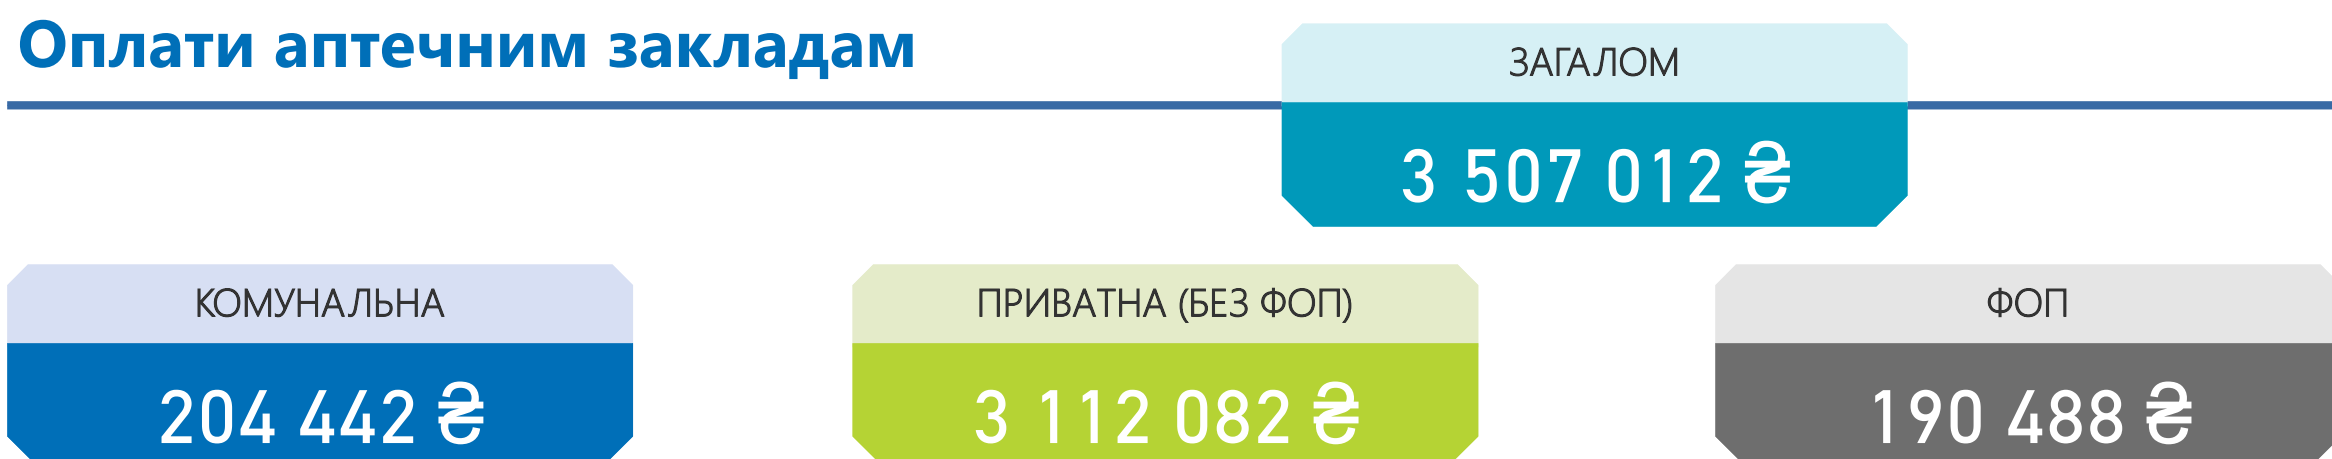 Оплати аптечним закладам
ЗАГАЛОМ
3 507 012 ₴
КОМУНАЛЬНА
204 442 ₴
ПРИВАТНА (БЕЗ ФОП)
3 112 082 ₴
ФОП
190 488 ₴